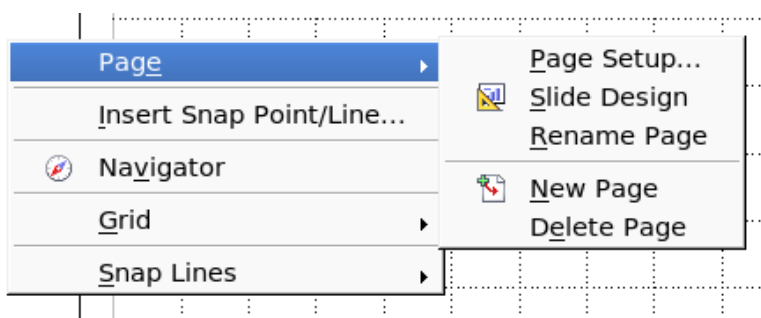 Page
Insert Snap Point/Line...
Navigator
Grid
Snap Lines
Page Setup...
Slide Design
Rename Page
New Page
Delete Page